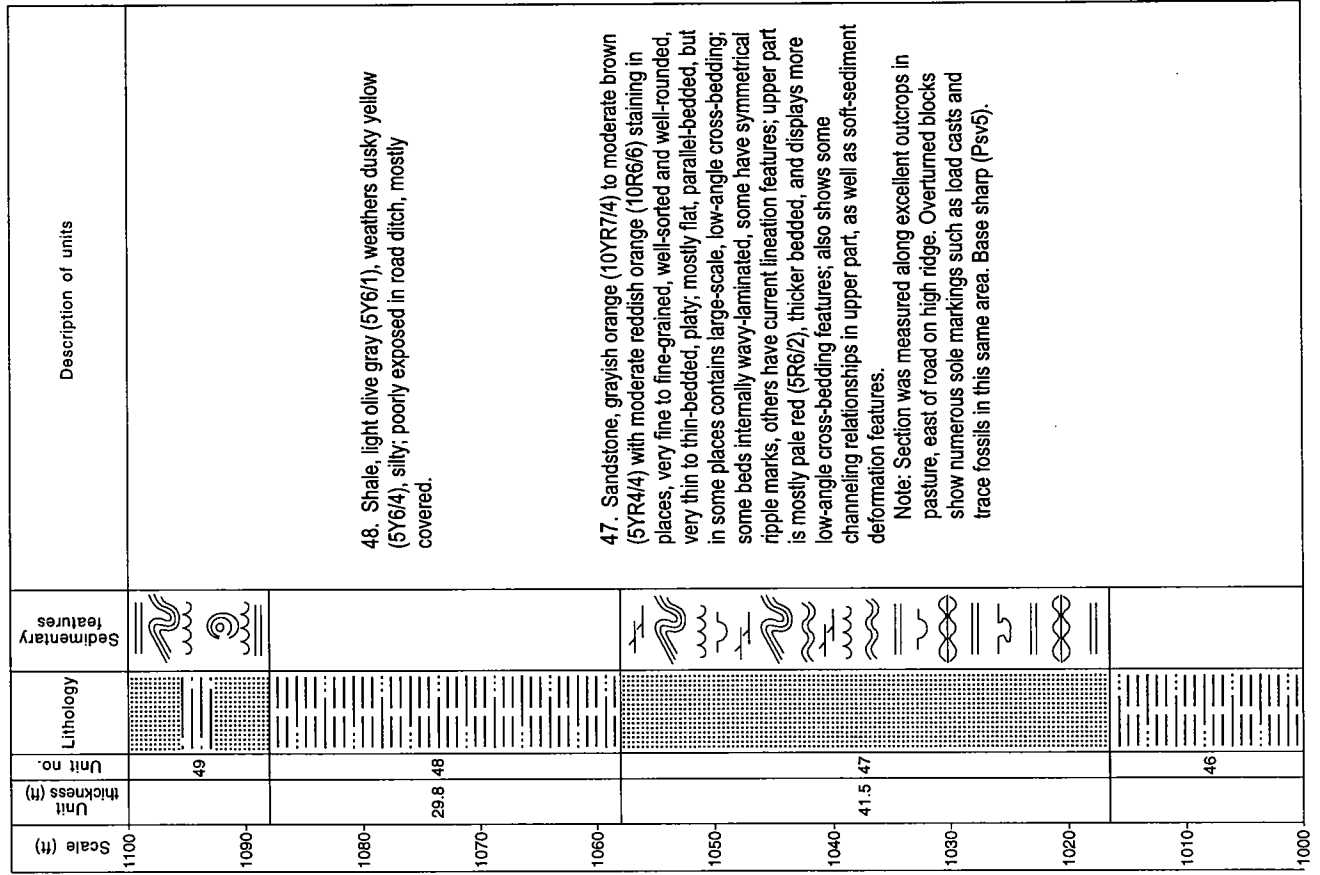 Scale (ft)
Unit
thickness (ft)
Unit no.
Lithology
Sedimentary
features
Description of units
1100
1090
1080
1070
1060
1050
1040
1030
1020
1010
1000
49
29.8
48
41.5
47
46
48. Shale, light olive gray (5Y6/1), weathers dusky yellow
(5Y6/4), silty; poorly exposed in road ditch, mostly
covered.
47. Sandstone, grayish orange (10YR7/4) to moderate brown
(5YR4/4) with moderate reddish orange (10R6/6) staining in
places, very fine to fine-grained, well-sorted and well-rounded,
very thin to thin-bedded, platy; mostly flat, parallel-bedded, but
in some places contains large-scale, low-angle cross-bedding;
some beds internally wavy-laminated, some have symmetrical
ripple marks, others have current lineation features; upper part
is mostly pale red (5R6/2), thicker bedded, and displays more
low-angle cross-bedding features; also shows some
channeling relationships in upper part, as well as soft-sediment
deformation features.
Note: Section was measured along excellent outcrops in
pasture, east of road on high ridge. Overturned blocks
show numerous sole markings such as load casts and
trace fossils in this same area. Base sharp (Psv5).